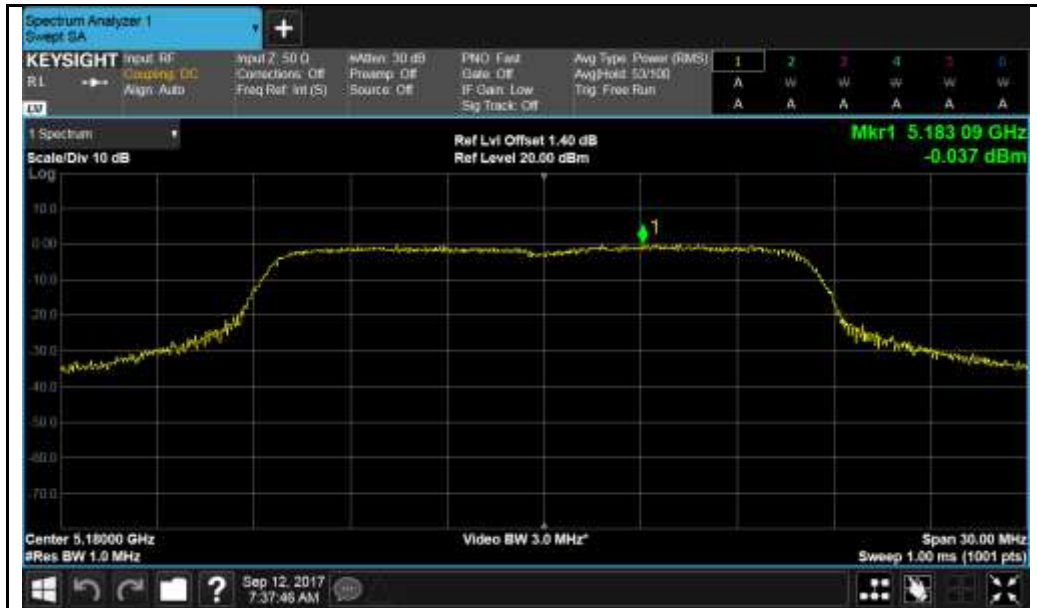 Spectrum Analyzer 1
Swept SA
+
KEYSIGHT
Input: RF
Coupling: DC
Align: Auto
Input Z: 50 Ω
Corrections: Off
Freq Ref: Int (S)
#Atten: 30 dB
Preamp: Off
Source: Off
PNO: Fast
Gate: Off
IF Gain: Low
Sig Track: Off
Avg Type: Power (RMS)
Avg|Hold: 53/100
Trig: Free Run
1 2 3 4 5 6
A W W W W W
A A A A A A
1 Spectrum
Scale/Div 10 dB
Ref Lvl Offset 1.40 dB
Ref Level 20.00 dBm
Mkr1 5.183 09 GHz
-0.037 dBm
Log
10.0
0.00
-10.0
-20.0
-30.0
-40.0
-50.0
-60.0
-70.0
1
Center 5.18000 GHz
#Res BW 1.0 MHz
Video BW 3.0 MHz*
Span 30.00 MHz
Sweep 1.00 ms (1001 pts)
?
Sep 12, 2017
7:37:46 AM